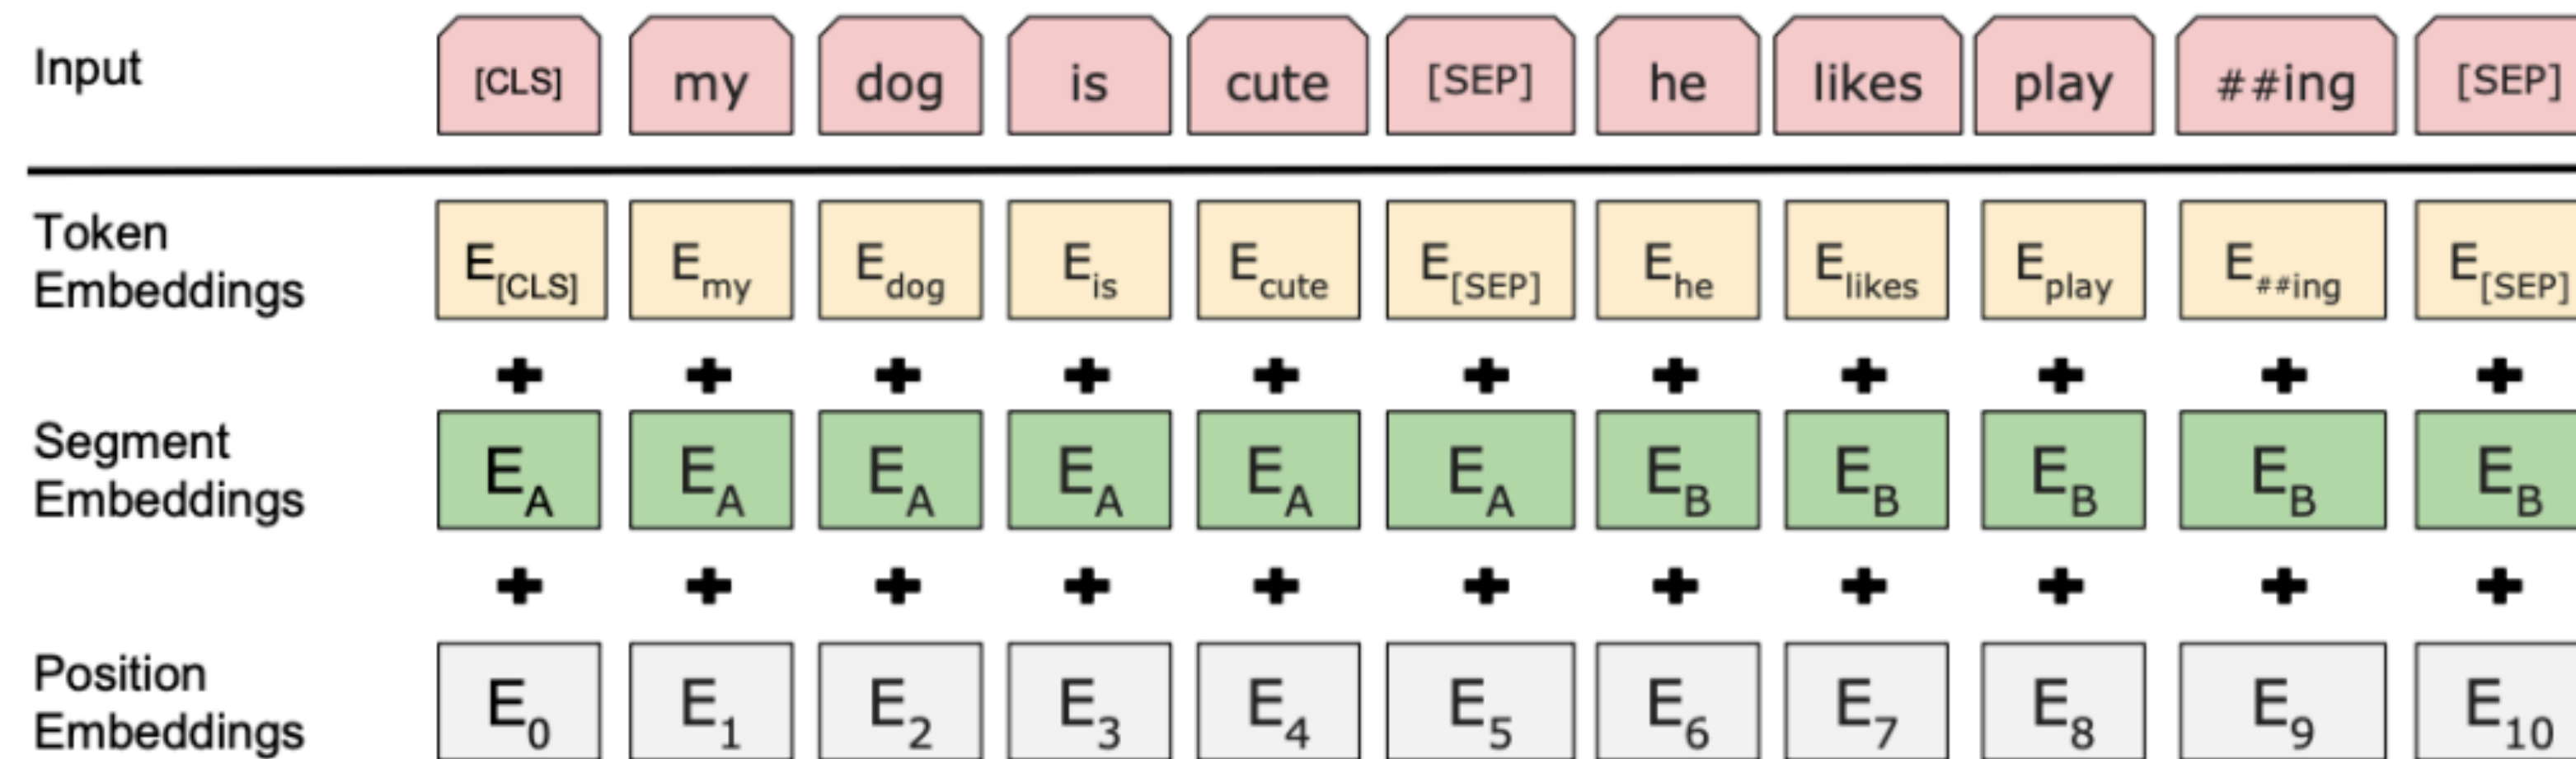 Input [CLS] my dog is cute [SEP] he likes play ##ing [SEP]
Token Embeddings E[CLS] Emy Edog Eis Ecute E[SEP] Ehe Elikes Eplay E##ing E[SEP]
+ + + + + + + + + + +
Segment Embeddings EA EA EA EA EA EA EB EB EB EB EB
+ + + + + + + + + + +
Position Embeddings E0 E1 E2 E3 E4 E5 E6 E7 E8 E9 E10